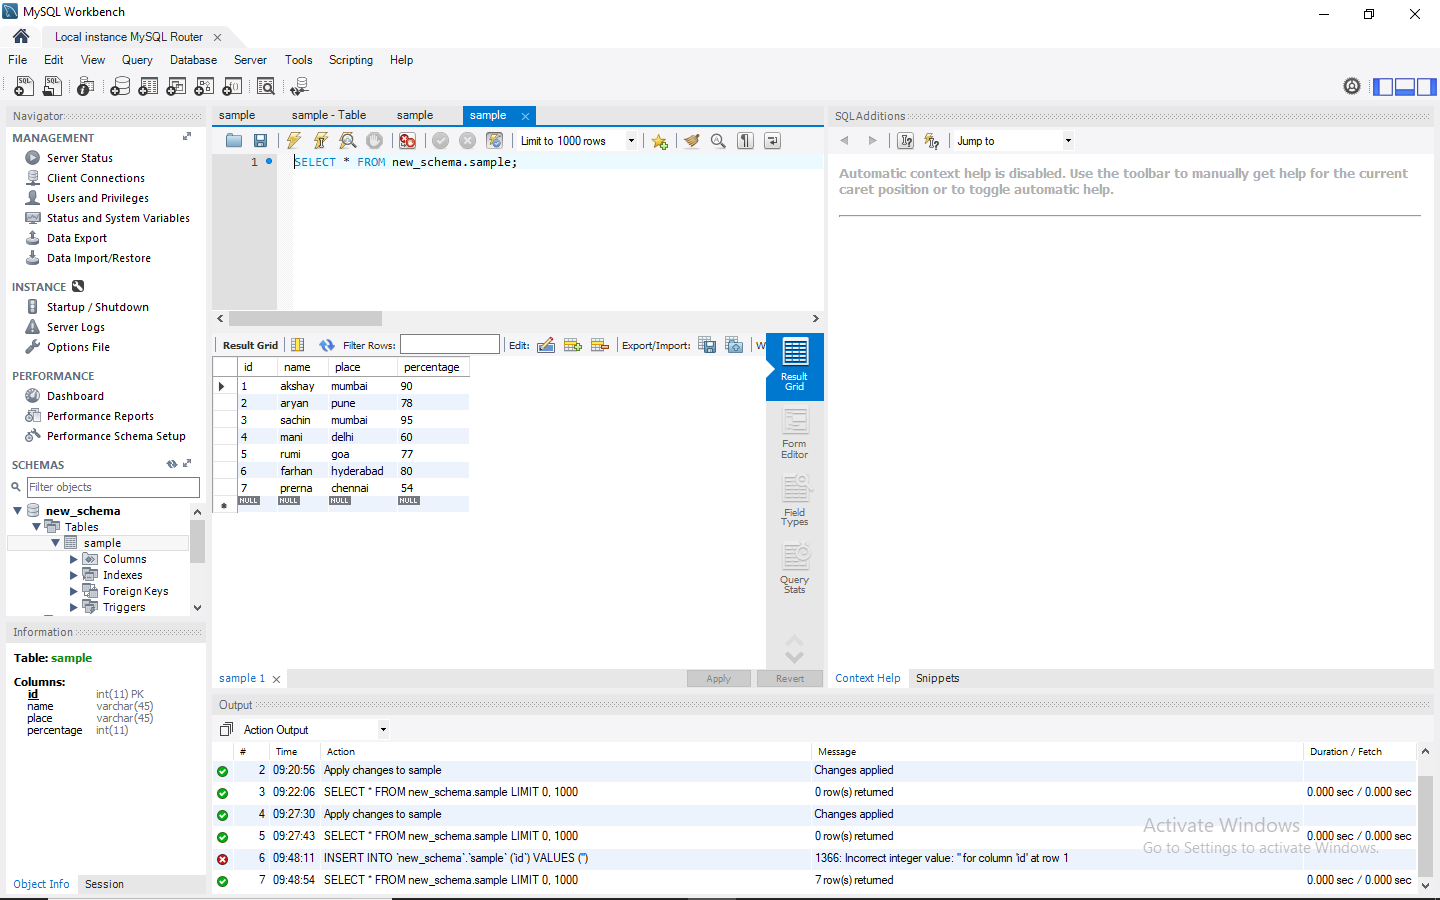 MySQL Workbench
Local instance MySQL Router
File Edit View Query Database Server Tools Scripting Help
Navigator
MANAGEMENT
Server Status
Client Connections
Users and Privileges
Status and System Variables
Data Export
Data Import/Restore
INSTANCE
Startup / Shutdown
Server Logs
Options File
PERFORMANCE
Dashboard
Performance Reports
Performance Schema Setup
SCHEMAS
Filter objects
new_schema
Tables
sample
Columns
Indexes
Foreign Keys
Triggers
Information
Table: sample
Columns:
id int(11) PK
name varchar(45)
place varchar(45)
percentage int(11)
Object Info Session
sample sample - Table sample sample
Limit to 1000 rows
1 SELECT * FROM new_schema.sample;
Result Grid Filter Rows: Edit: Export/Import: W
id name place percentage
1 akshay mumbai 90
2 aryan pune 78
3 sachin mumbai 95
4 mani delhi 60
5 rumi goa 77
6 farhan hyderabad 80
7 prerna chennai 54
NULL NULL NULL NULL
Result
Grid
Form
Editor
Field
Types
Query
Stats
sample 1 Apply Revert
SQLAdditions
Jump to
Automatic context help is disabled. Use the toolbar to manually get help for the current
caret position or to toggle automatic help.
Context Help Snippets
Output
Action Output
# Time Action Message Duration / Fetch
2 09:20:56 Apply changes to sample Changes applied
3 09:22:06 SELECT * FROM new_schema.sample LIMIT 0, 1000 0 row(s) returned 0.000 sec / 0.000 sec
4 09:27:30 Apply changes to sample Changes applied
5 09:27:43 SELECT * FROM new_schema.sample LIMIT 0, 1000 0 row(s) returned 0.000 sec / 0.000 sec
6 09:48:11 INSERT INTO `new_schema`.`sample` (`id`) VALUES ('') 1366: Incorrect integer value: '' for column 'id' at row 1
7 09:48:54 SELECT * FROM new_schema.sample LIMIT 0, 1000 7 row(s) returned 0.000 sec / 0.000 sec
Activate Windows
Go to Settings to activate Windows.